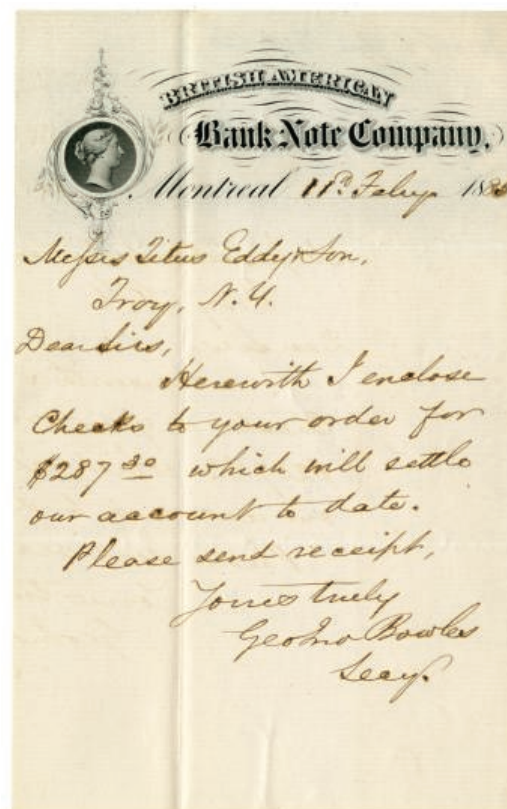 BRITISH AMERICAN
Bank Note Company,
Montreal 11th Feby 188
Messrs Titus Eddy & Son,
Troy, N.Y.
Dear Sirs,
Herewith I enclose
Checks to your order for
$287 30 which will settle
our account to date.
Please send receipt,
Yours truly
Geo Jno Bowles
Secy.